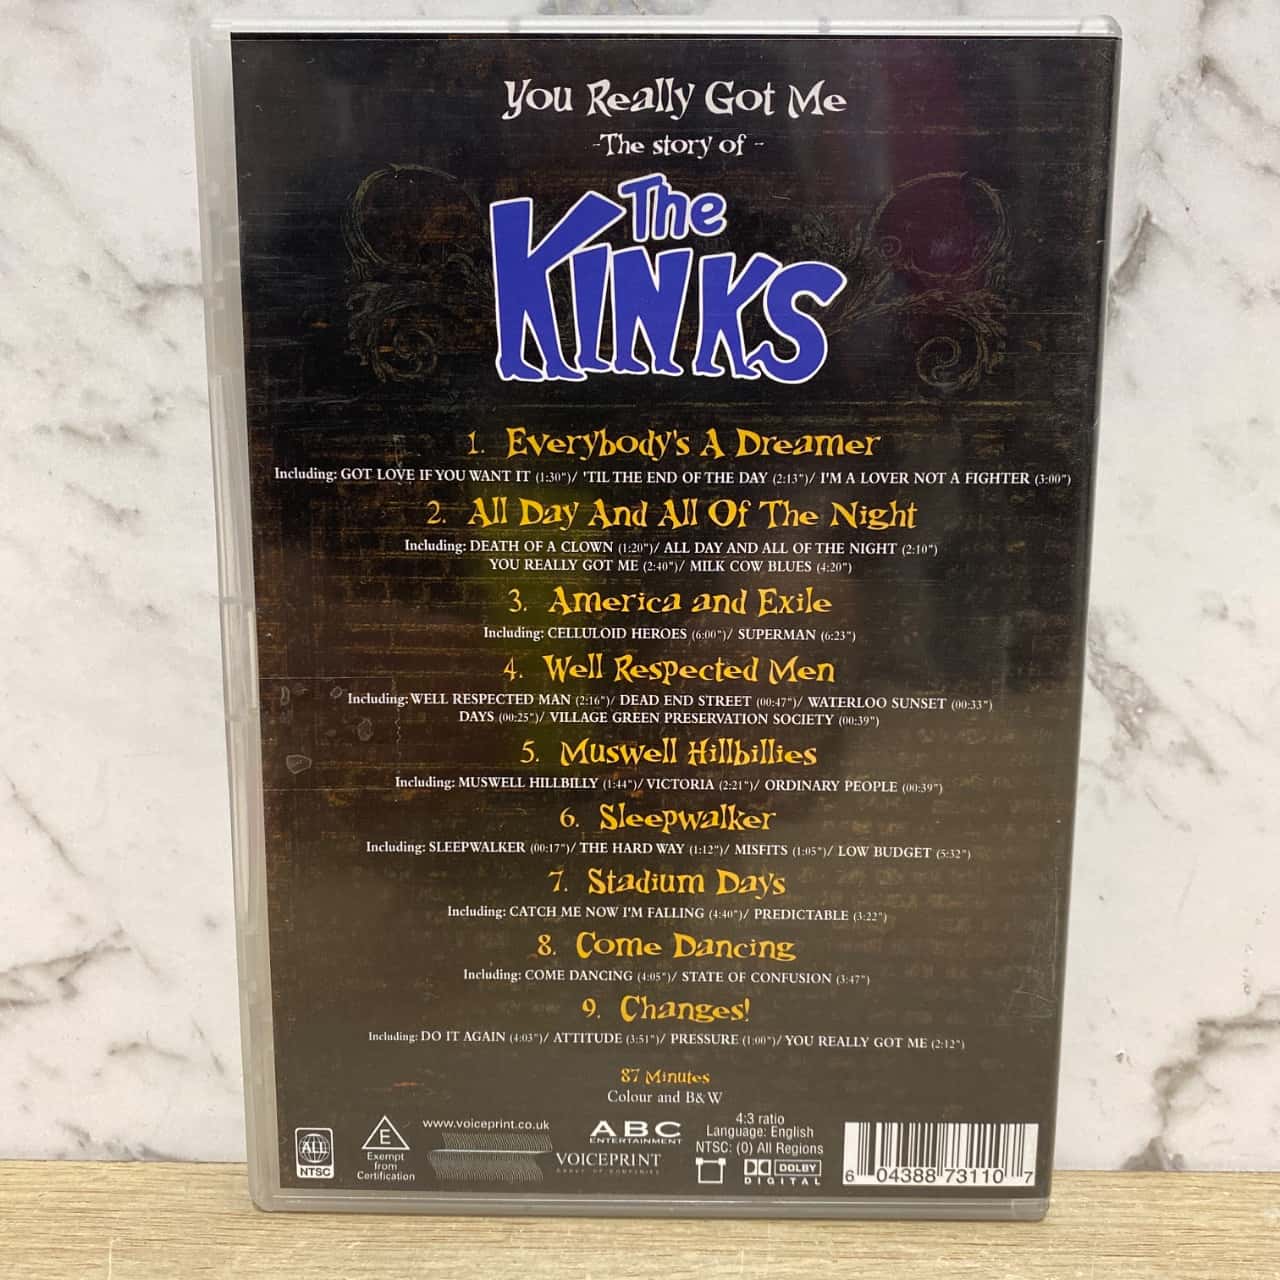 You Really Got Me
-The story of -
The
KINKS
1. Everybody's A Dreamer
Including: GOT LOVE IF YOU WANT IT (1:30")/ 'TIL THE END OF THE DAY (2:13")/ I'M A LOVER NOT A FIGHTER (3:00")
2. All Day And All Of The Night
Including: DEATH OF A CLOWN (1:20")/ ALL DAY AND ALL OF THE NIGHT (2:10")
YOU REALLY GOT ME (2:40")/ MILK COW BLUES (4:20")
3. America and Exile
Including: CELLULOID HEROES (6:00")/ SUPERMAN (6:23")
4. Well Respected Men
Including: WELL RESPECTED MAN (2:16")/ DEAD END STREET (00:47")/ WATERLOO SUNSET (00:33")
DAYS (00:25")/ VILLAGE GREEN PRESERVATION SOCIETY (00:39")
5. Muswell Hillbillies
Including: MUSWELL HILLBILLY (1:44")/ VICTORIA (2:21")/ ORDINARY PEOPLE (00:39")
6. Sleepwalker
Including: SLEEPWALKER (00:17")/ THE HARD WAY (1:12")/ MISFITS (1:05")/ LOW BUDGET (5:32")
7. Stadium Days
Including: CATCH ME NOW I'M FALLING (4:40")/ PREDICTABLE (3:22")
8. Come Dancing
Including: COME DANCING (4:05")/ STATE OF CONFUSION (3:47")
9. Changes!
Including: DO IT AGAIN (4:03")/ ATTITUDE (3:51")/ PRESSURE (1:00")/ YOU REALLY GOT ME (2:12")
87 Minutes
Colour and B&W
ALL
NTSC
E
Exempt
from
Certification
www.voiceprint.co.uk
ABC
ENTERTAINMENT
VOICEPRINT
GROUP OF COMPANIES
4:3 ratio
Language: English
NTSC: (0) All Regions
DOLBY
DIGITAL
6 04388 73110 7